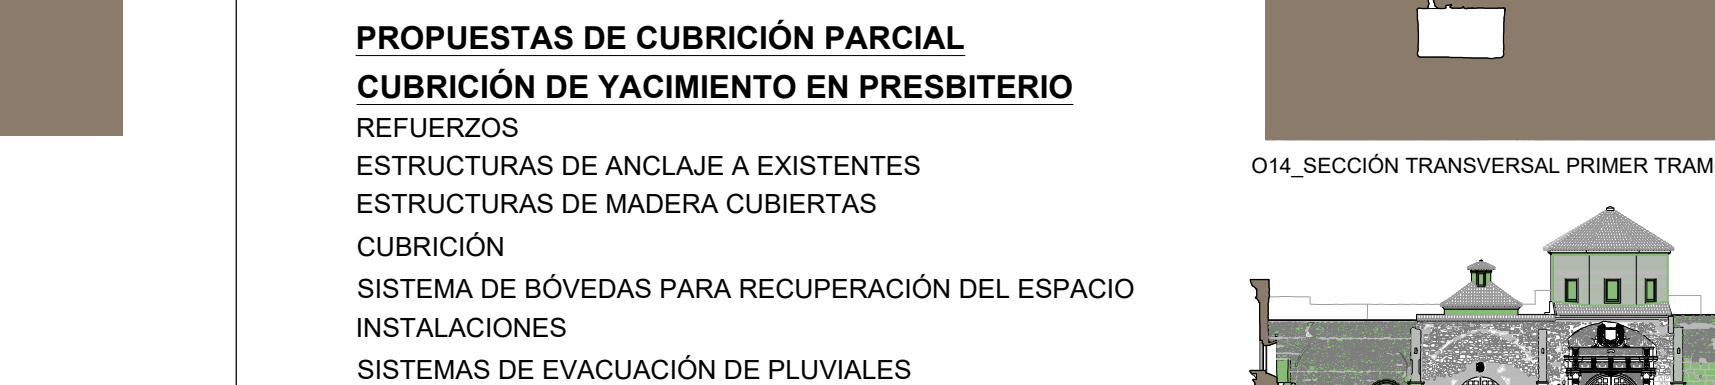 PROPUESTAS DE CUBRICIÓN PARCIAL
CUBRICIÓN DE YACIMIENTO EN PRESBITERIO
REFUERZOS
ESTRUCTURAS DE ANCLAJE A EXISTENTES
ESTRUCTURAS DE MADERA CUBIERTAS
CUBRICIÓN
SISTEMA DE BÓVEDAS PARA RECUPERACIÓN DEL ESPACIO
INSTALACIONES
SISTEMAS DE EVACUACIÓN DE PLUVIALES
O14_SECCIÓN TRANSVERSAL PRIMER TRAM